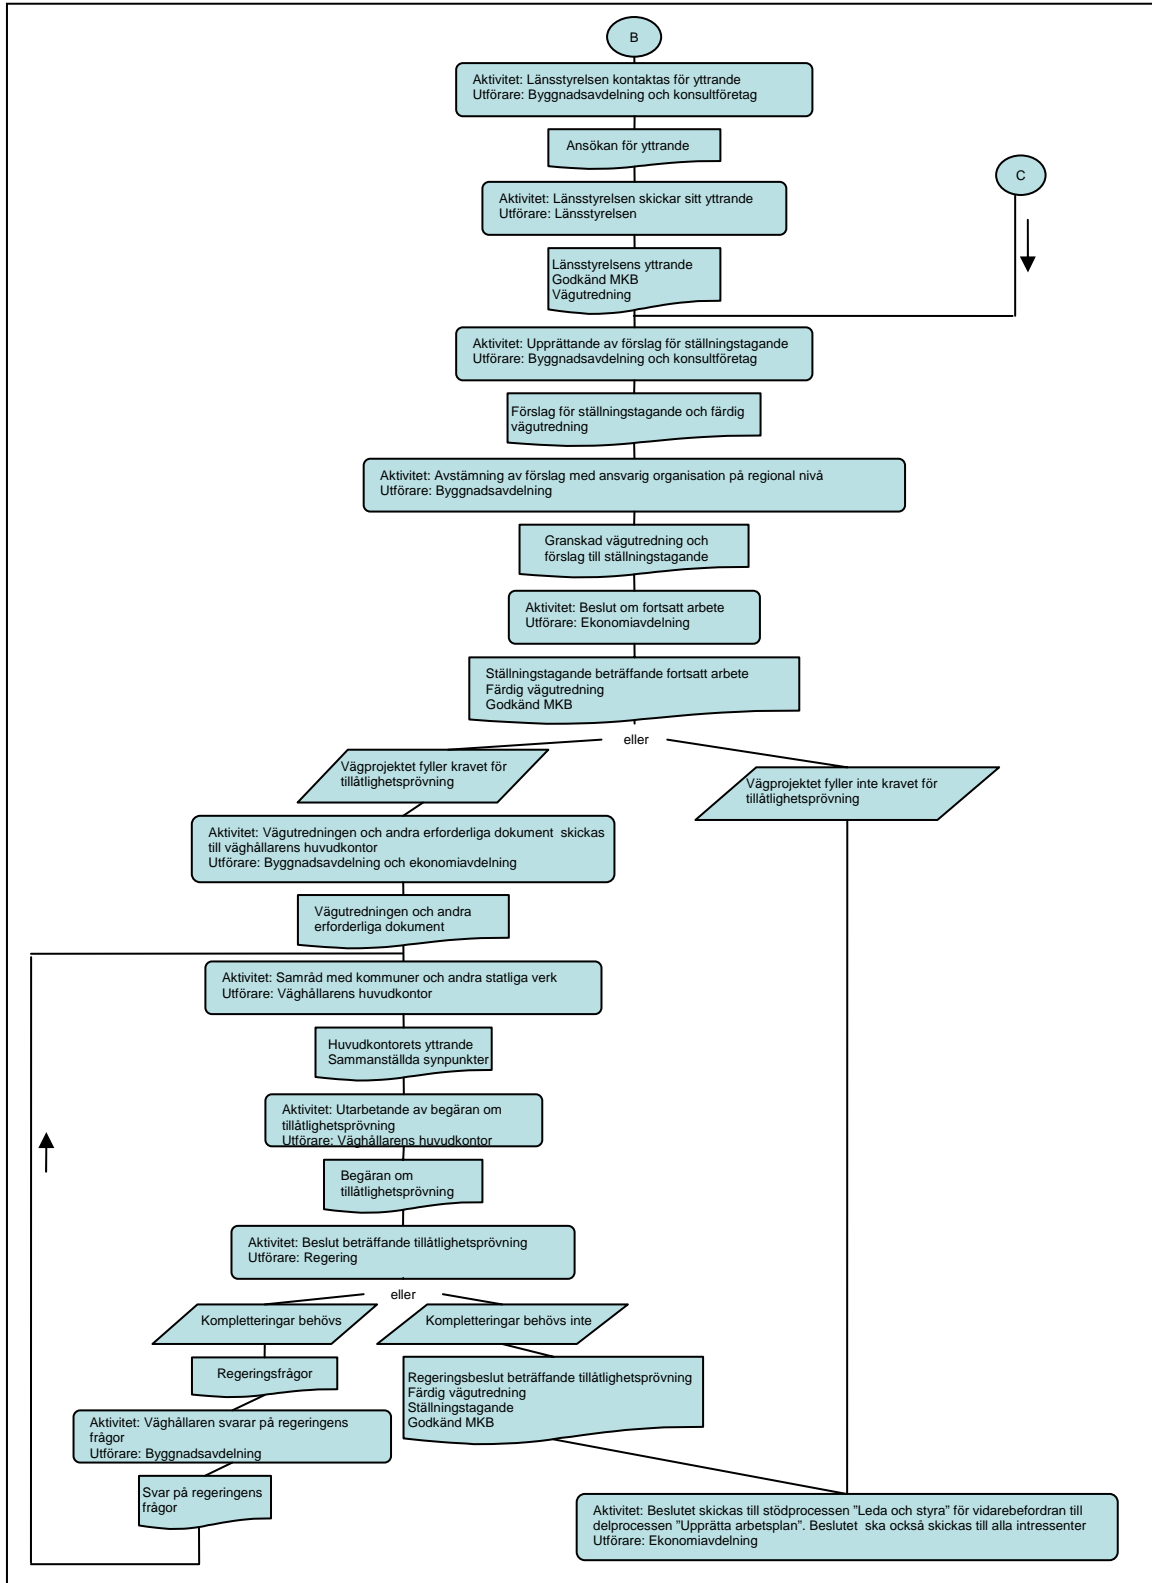 B
Aktivitet: Länsstyrelsen kontaktas för yttrande
Utförare: Byggnadsavdelning och konsultföretag
Ansökan för yttrande
C
Aktivitet: Länsstyrelsen skickar sitt yttrande
Utförare: Länsstyrelsen
Länsstyrelsens yttrande
Godkänd MKB
Vägutredning
Aktivitet: Upprättande av förslag för ställningstagande
Utförare: Byggnadsavdelning och konsultföretag
Förslag för ställningstagande och färdig
vägutredning
Aktivitet: Avstämning av förslag med ansvarig organisation på regional nivå
Utförare: Byggnadsavdelning
Granskad vägutredning och
förslag till ställningstagande
Aktivitet: Beslut om fortsatt arbete
Utförare: Ekonomiavdelning
Ställningstagande beträffande fortsatt arbete
Färdig vägutredning
Godkänd MKB
eller
Vägprojektet fyller kravet för
tillåtlighetsprövning
Vägprojektet fyller inte kravet för
tillåtlighetsprövning
Aktivitet: Vägutredningen och andra erforderliga dokument skickas
till väghållarens huvudkontor
Utförare: Byggnadsavdelning och ekonomiavdelning
Vägutredningen och andra
erforderliga dokument
Aktivitet: Samråd med kommuner och andra statliga verk
Utförare: Väghållarens huvudkontor
Huvudkontorets yttrande
Sammanställda synpunkter
Aktivitet: Utarbetande av begäran om
tillåtlighetsprövning
Utförare: Väghållarens huvudkontor
Begäran om
tillåtlighetsprövning
Aktivitet: Beslut beträffande tillåtlighetsprövning
Utförare: Regering
eller
Kompletteringar behövs
Kompletteringar behövs inte
Regeringsfrågor
Regeringsbeslut beträffande tillåtlighetsprövning
Färdig vägutredning
Ställningstagande
Godkänd MKB
Aktivitet: Väghållaren svarar på regeringens
frågor
Utförare: Byggnadsavdelning
Svar på regeringens
frågor
Aktivitet: Beslutet skickas till stödprocessen ”Leda och styra” för vidarebefordran till
delprocessen ”Upprätta arbetsplan”. Beslutet ska också skickas till alla intressenter
Utförare: Ekonomiavdelning